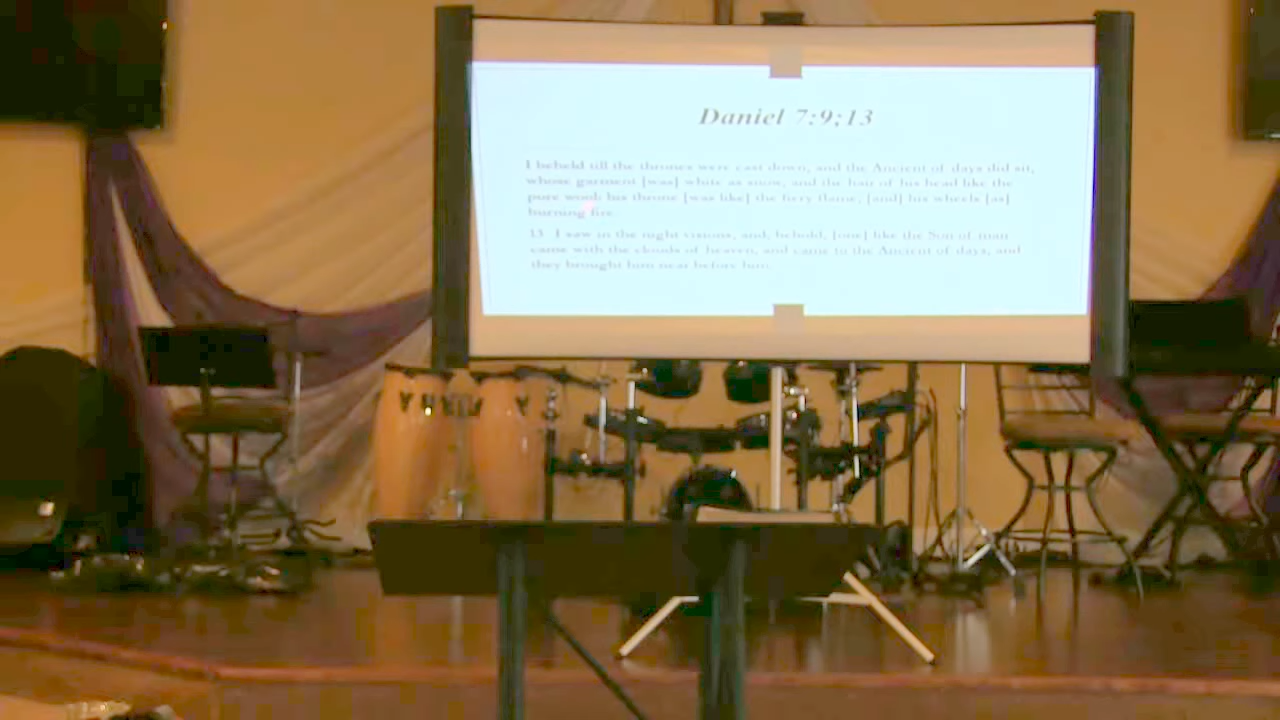 Daniel 7:9;13
I beheld till the thrones were cast down, and the Ancient of days did sit,
whose garment [was] white as snow, and the hair of his head like the
pure wool: his throne [was like] the fiery flame, [and] his wheels [as]
burning fire.
13 I saw in the night visions, and, behold, [one] like the Son of man
came with the clouds of heaven, and came to the Ancient of days, and
they brought him near before him.